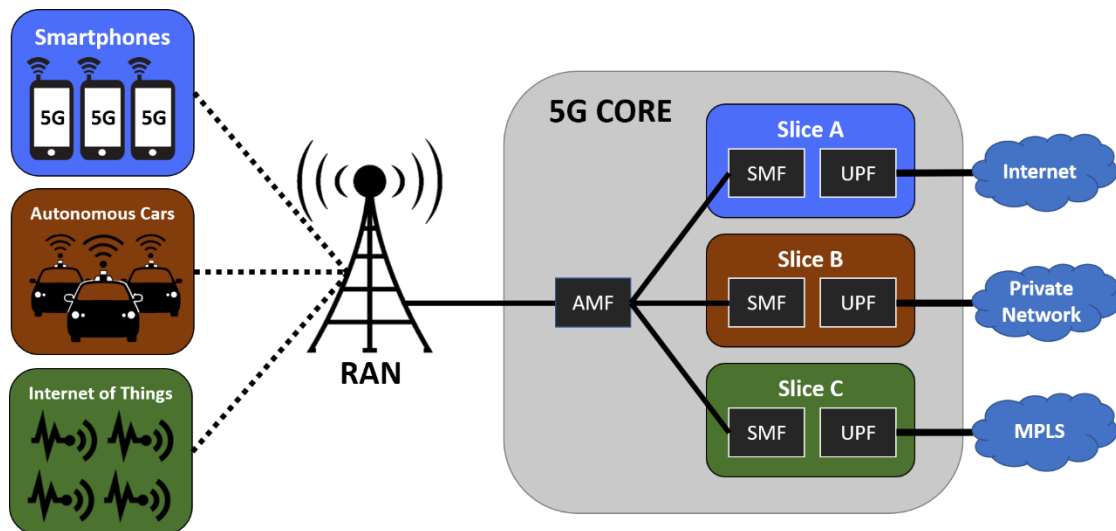 Smartphones
5G 5G 5G
Autonomous Cars
Internet of Things
RAN
5G CORE
AMF
Slice A
SMF UPF
Slice B
SMF UPF
Slice C
SMF UPF
Internet
Private
Network
MPLS